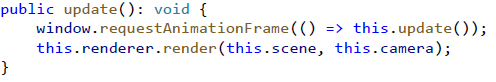 public update(): void {
    window.requestAnimationFrame(() => this.update());
    this.renderer.render(this.scene, this.camera);
}